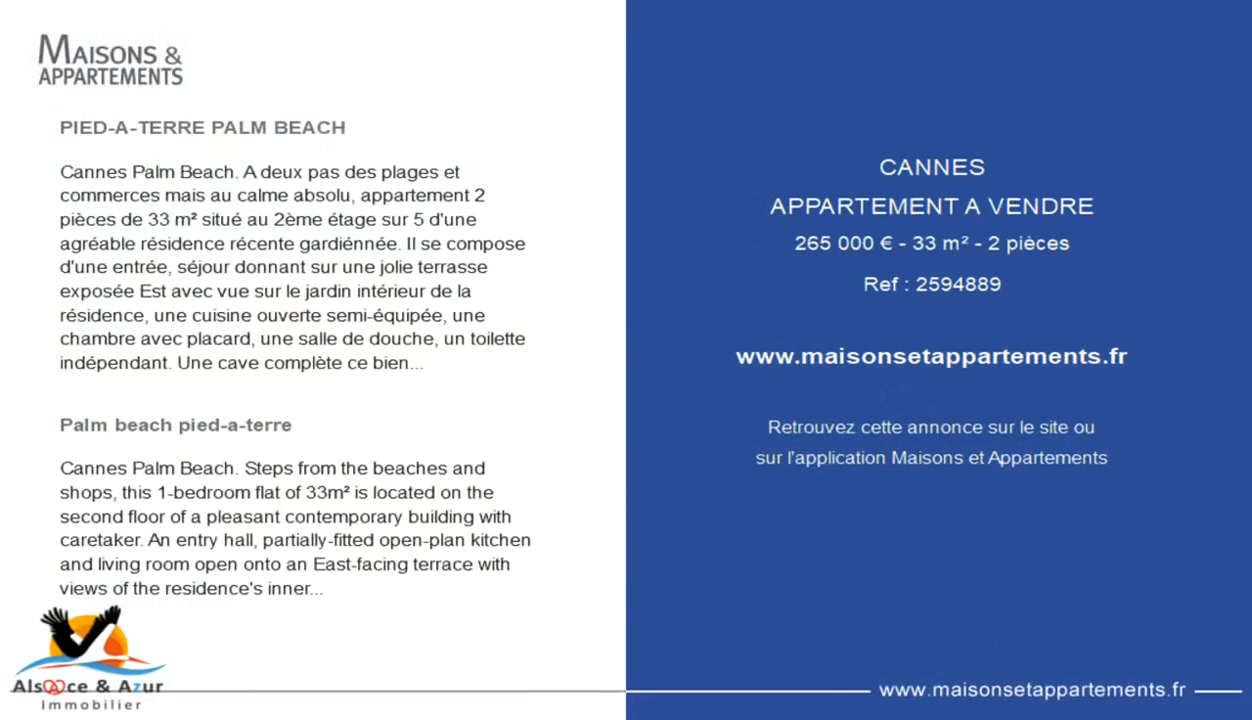 MAISONS &
APPARTEMENTS
PIED-A-TERRE PALM BEACH
Cannes Palm Beach. A deux pas des plages et
commerces mais au calme absolu, appartement 2
pièces de 33 m² situé au 2ème étage sur 5 d'une
agréable résidence récente gardiénnée. Il se compose
d'une entrée, séjour donnant sur une jolie terrasse
exposée Est avec vue sur le jardin intérieur de la
résidence, une cuisine ouverte semi-équipée, une
chambre avec placard, une salle de douche, un toilette
indépendant. Une cave complète ce bien...
Palm beach pied-a-terre
Cannes Palm Beach. Steps from the beaches and
shops, this 1-bedroom flat of 33m² is located on the
second floor of a pleasant contemporary building with
caretaker. An entry hall, partially-fitted open-plan kitchen
and living room open onto an East-facing terrace with
views of the residence's inner...
Alsace & Azur
Immobilier
CANNES
APPARTEMENT A VENDRE
265 000 € - 33 m² - 2 pièces
Ref : 2594889
www.maisonsetappartements.fr
Retrouvez cette annonce sur le site ou
sur l'application Maisons et Appartements
www.maisonsetappartements.fr